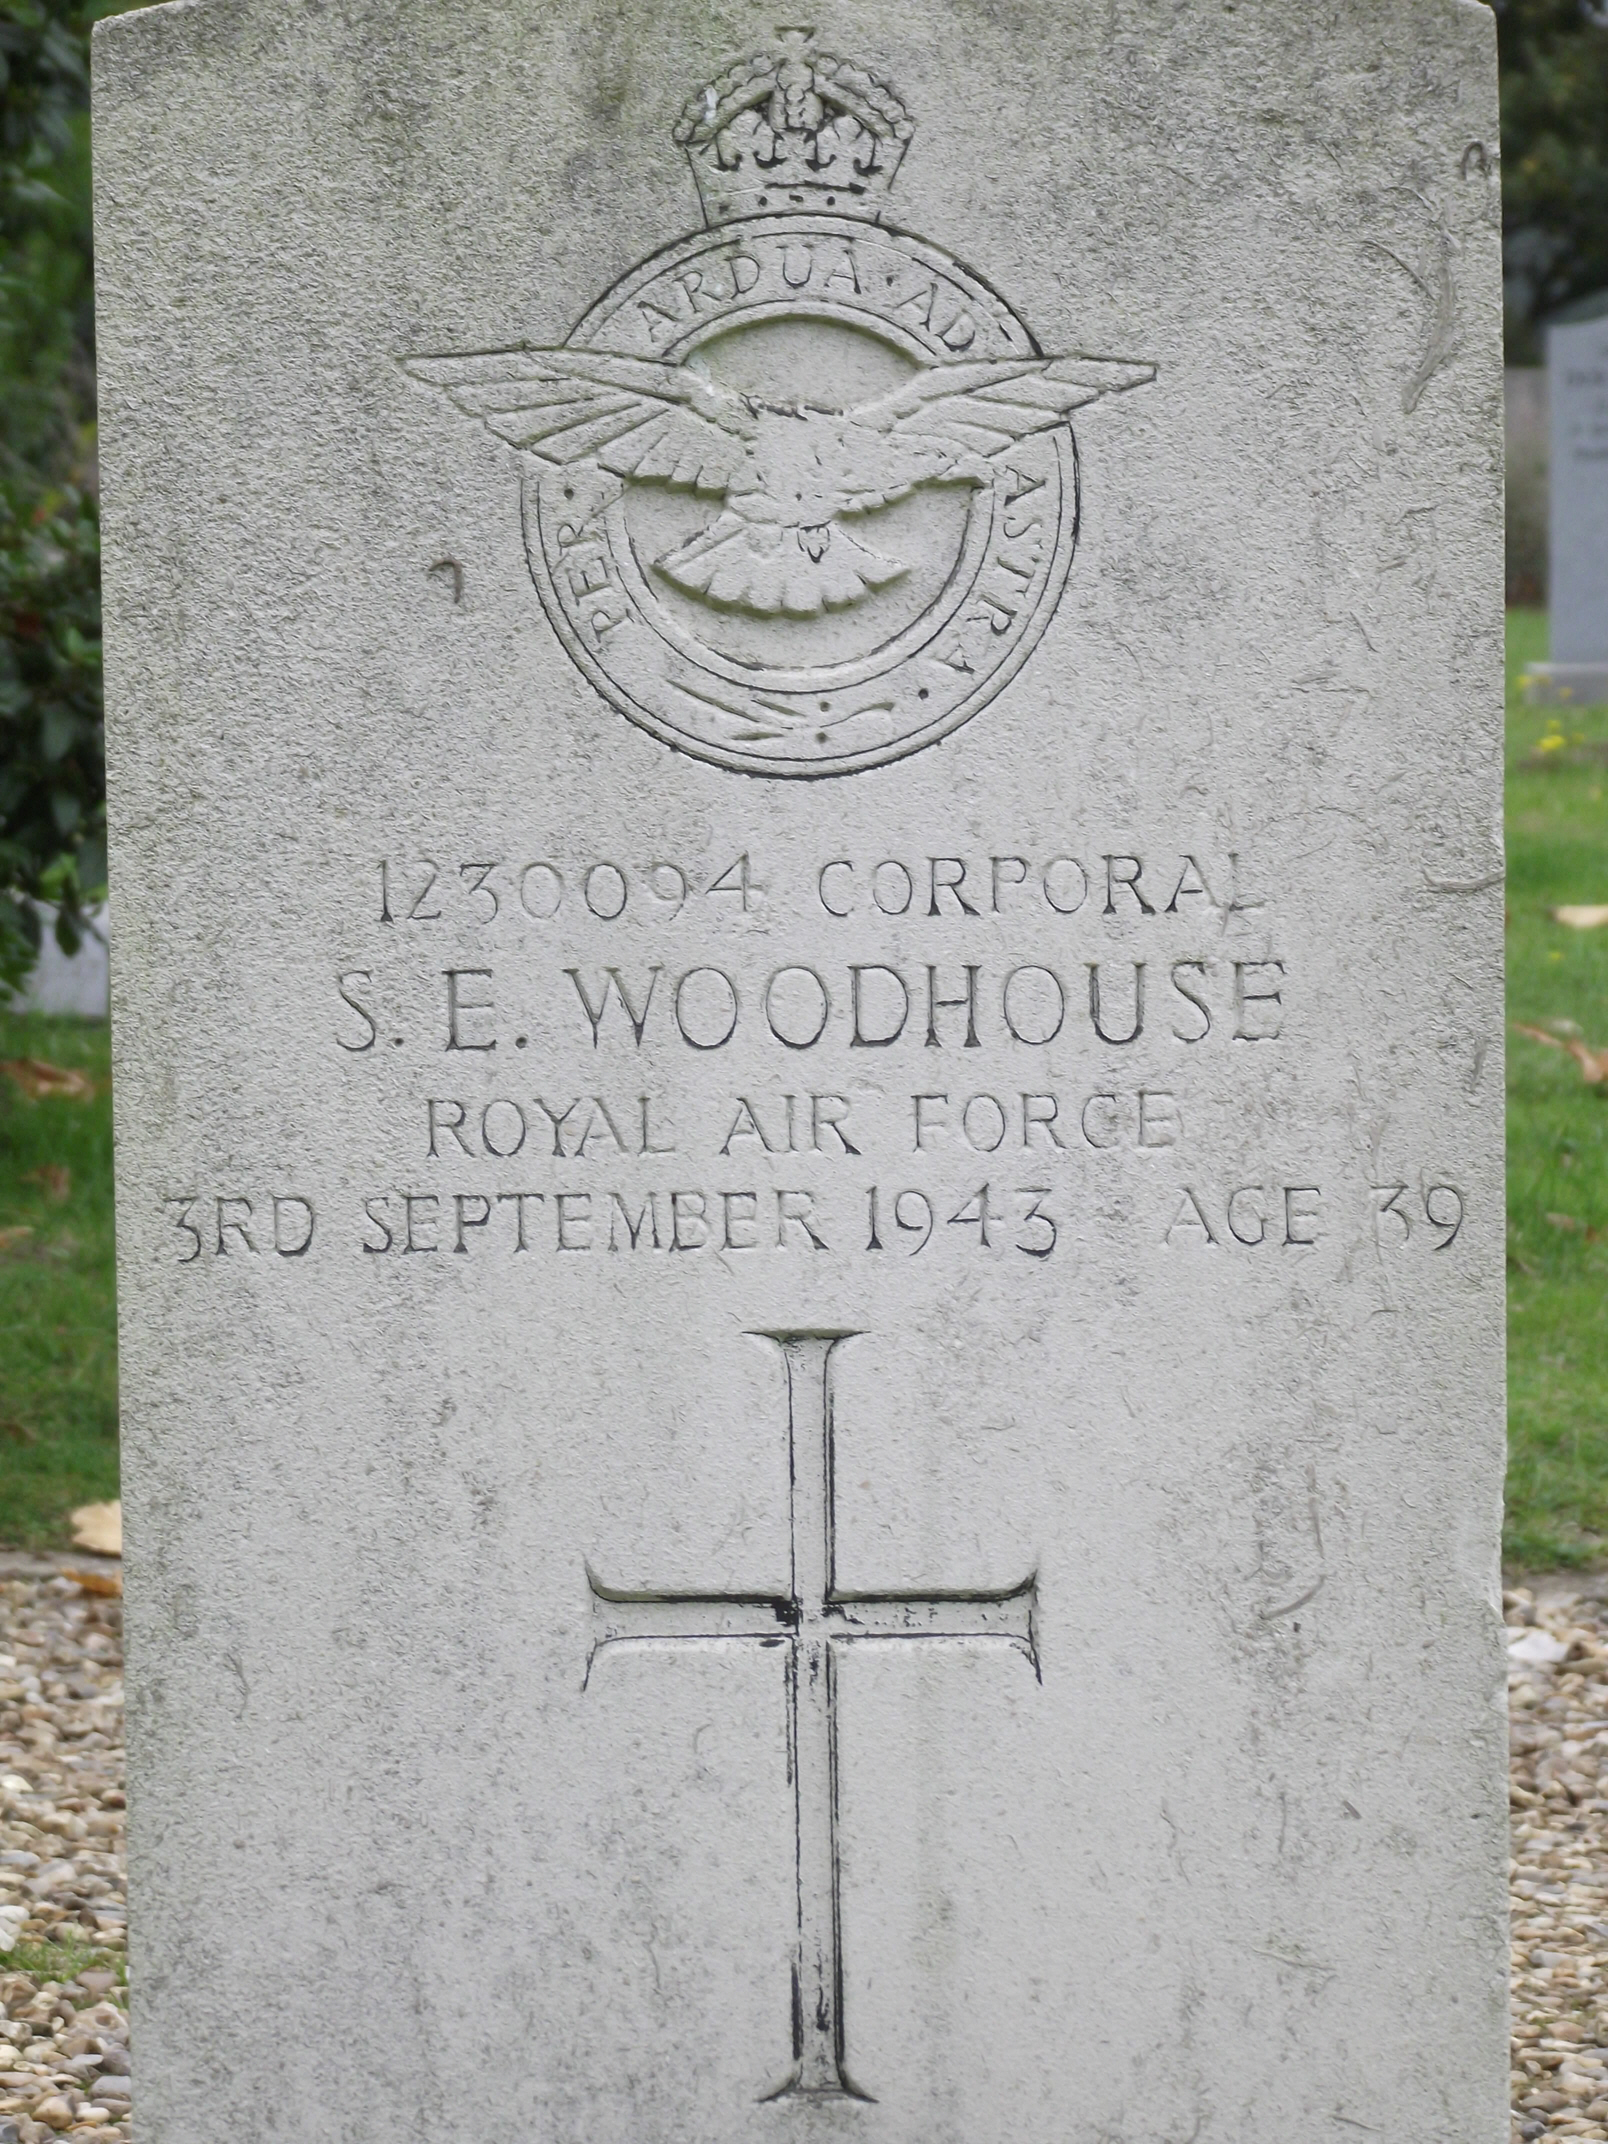 PER · ARDUA · AD ASTRA
1230094 CORPORAL
S. E. WOODHOUSE
ROYAL AIR FORCE
3RD SEPTEMBER 1943 AGE 39